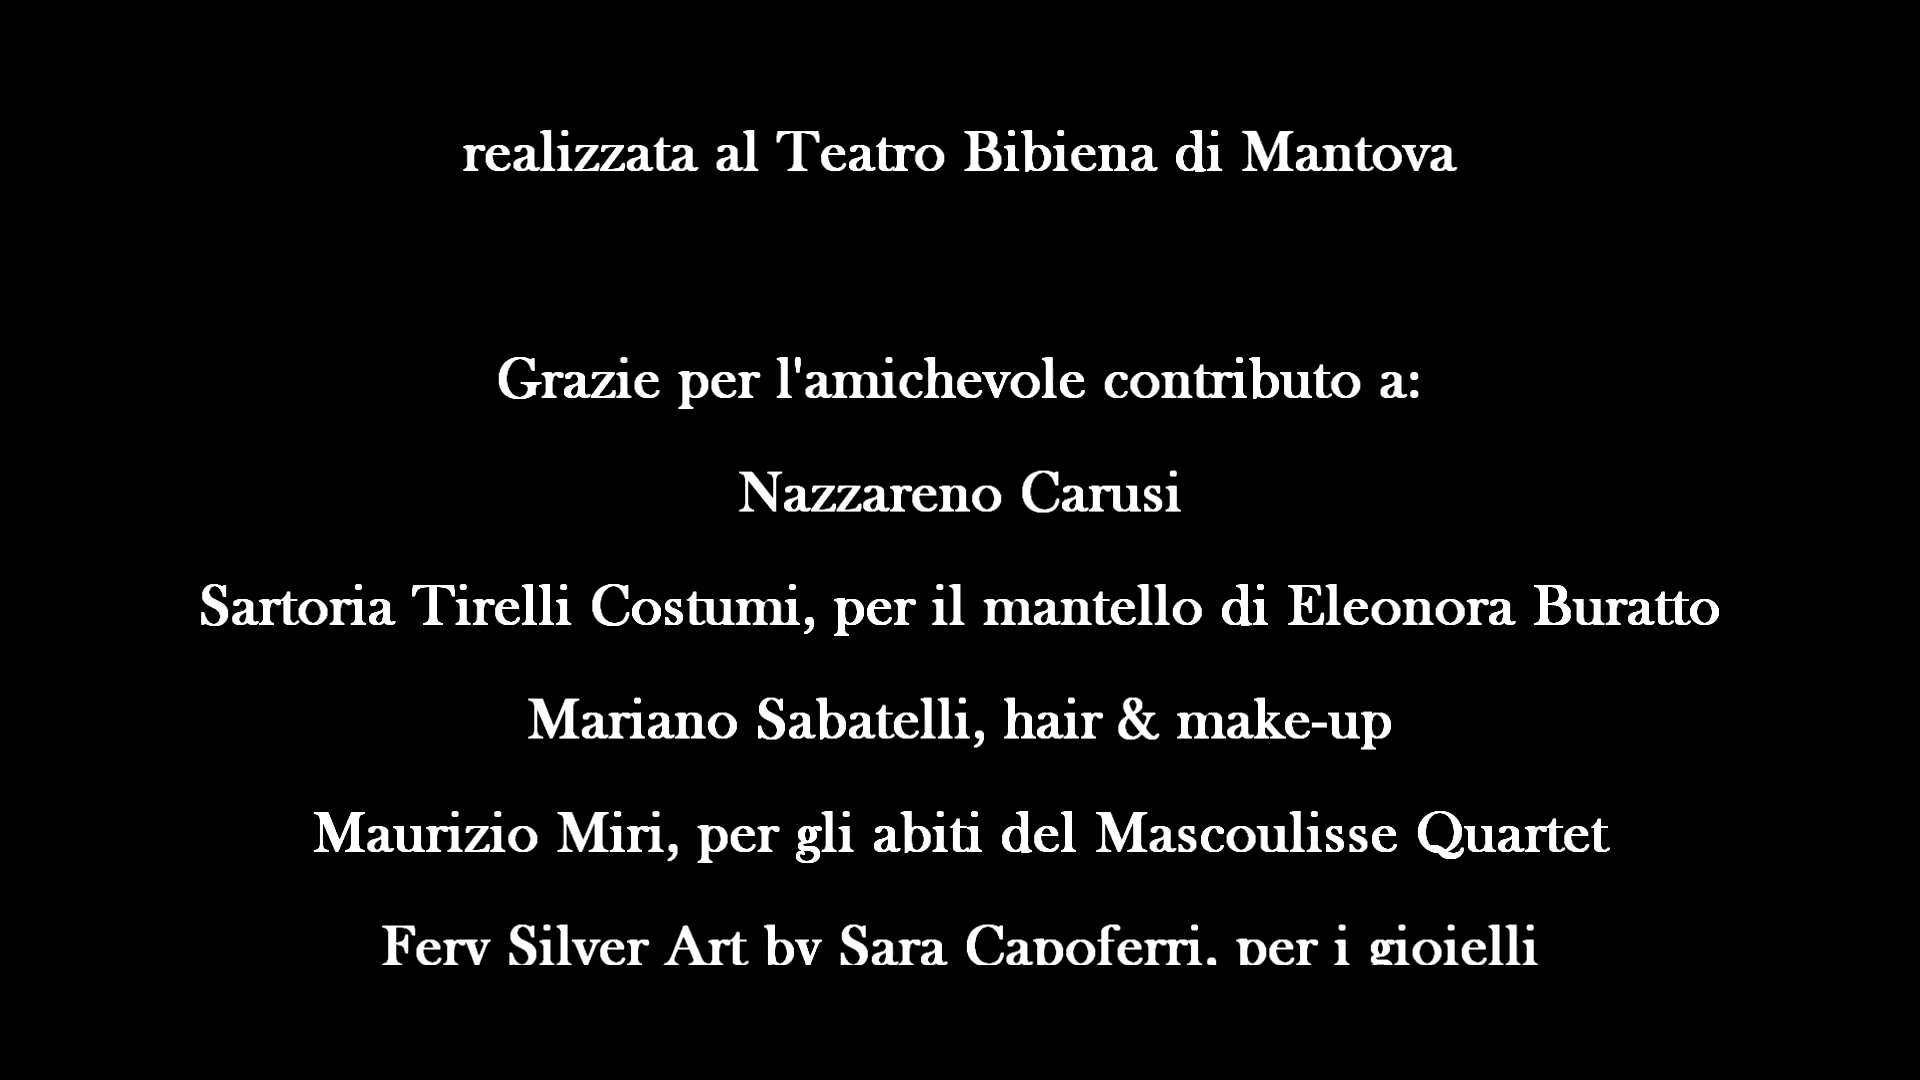 realizzata al Teatro Bibiena di Mantova
Grazie per l'amichevole contributo a:
Nazzareno Carusi
Sartoria Tirelli Costumi, per il mantello di Eleonora Buratto
Mariano Sabatelli, hair & make-up
Maurizio Miri, per gli abiti del Mascoulisse Quartet
Fery Silver Art by Sara Capoferri, per i gioielli